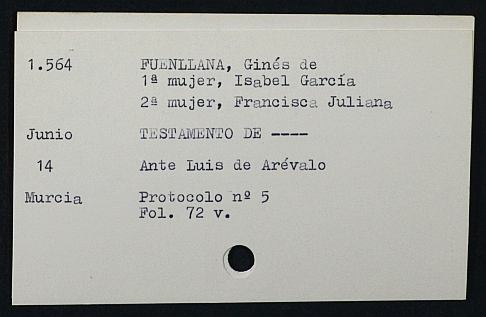 1.564 FUENLLANA, Ginés de
1ª mujer, Isabel García
2ª mujer, Francisca Juliana
Junio TESTAMENTO DE ----
14 Ante Luis de Arévalo
Murcia Protocolo nº 5
Fol. 72 v.